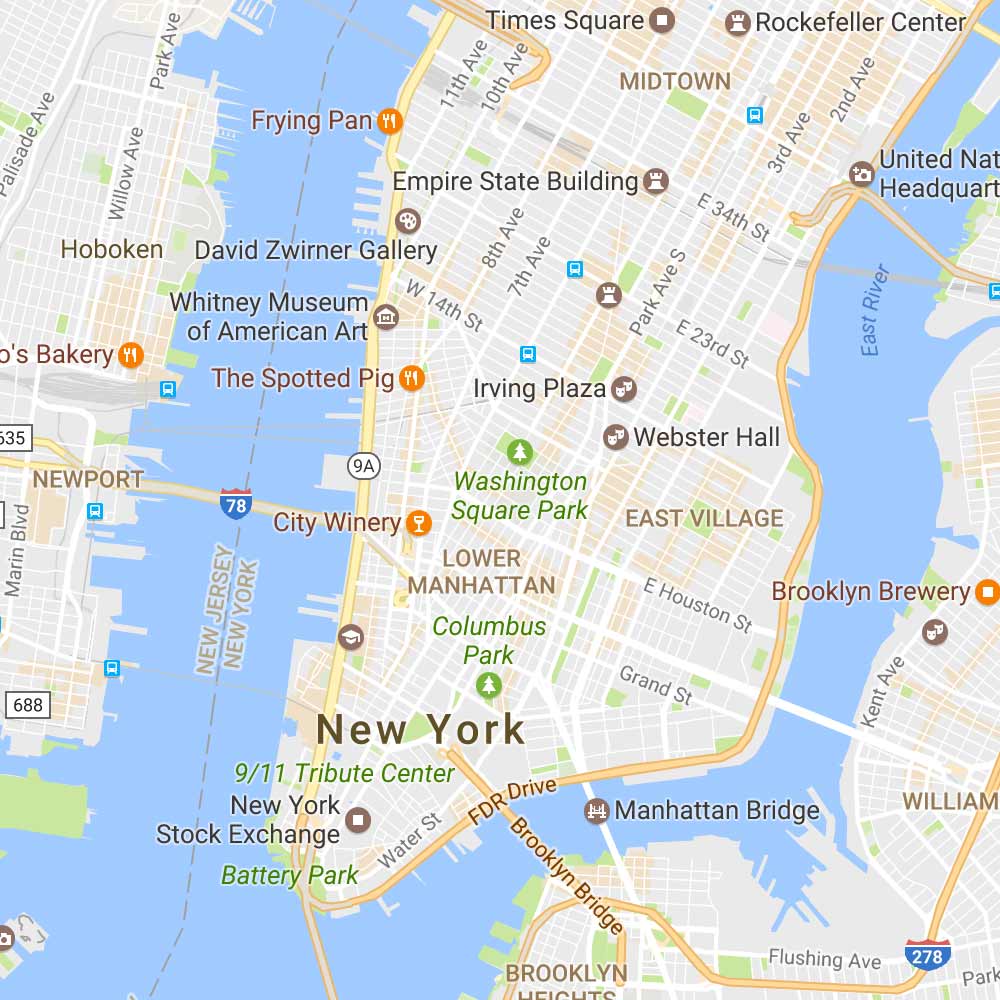 Times Square
Rockefeller Center
Park Ave
11th Ave
10th Ave
MIDTOWN
2nd Ave
Palisade Ave
Frying Pan
3rd Ave
Willow Ave
Empire State Building
United Nat
Headquart
E 34th St
Hoboken
David Zwirner Gallery
8th Ave
7th Ave
Park Ave S
East River
Whitney Museum
of American Art
W 14th St
E 23rd St
o's Bakery
The Spotted Pig
Irving Plaza
635
Webster Hall
9A
NEWPORT
Washington
Square Park
78
City Winery
EAST VILLAGE
Marin Blvd
LOWER
MANHATTAN
NEW JERSEY
NEW YORK
E Houston St
Brooklyn Brewery
Columbus
Park
Grand St
Kent Ave
688
New York
9/11 Tribute Center
FDR Drive
New York
Stock Exchange
Manhattan Bridge
WILLIAM
Water St
Brooklyn Bridge
Battery Park
Flushing Ave
278
BROOKLYN
HEIGHTS
Park